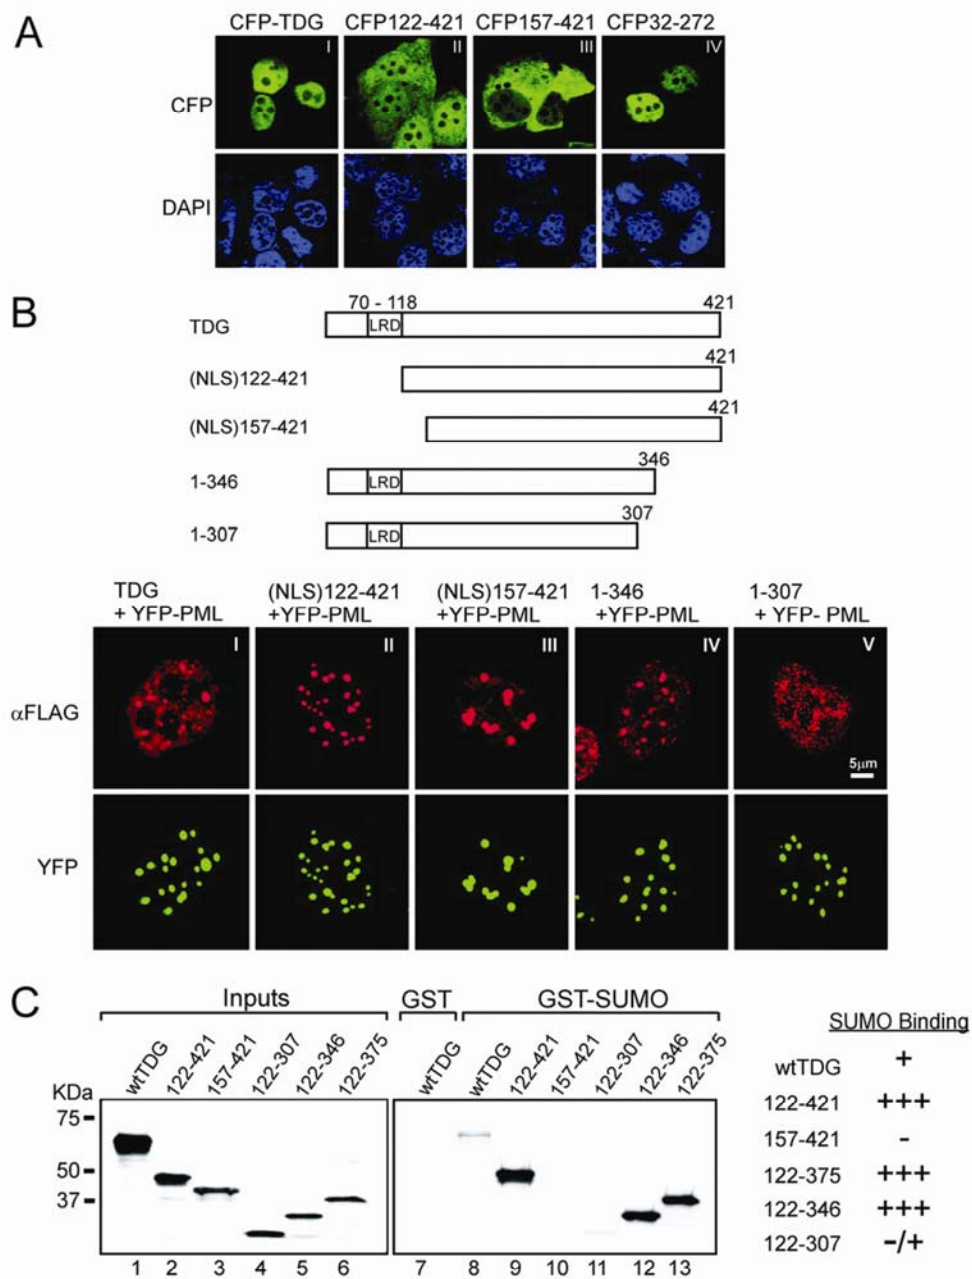 A
CFP-TDG CFP122-421 CFP157-421 CFP32-272
I II III IV
CFP
DAPI
B
70 - 118 421
TDG LRD
421
(NLS)122-421
421
(NLS)157-421
346
1-346 LRD
307
1-307 LRD
TDG (NLS)122-421 (NLS)157-421 1-346 1-307
+ YFP-PML +YFP-PML +YFP-PML +YFP-PML + YFP- PML
I II III IV V
αFLAG
5μm
YFP
C
Inputs GST GST-SUMO
SUMO Binding
wtTDG 122-421 157-421 122-307 122-346 122-375 wtTDG wtTDG 122-421 157-421 122-307 122-346 122-375
KDa
75
50
37
1 2 3 4 5 6 7 8 9 10 11 12 13
wtTDG +
122-421 +++
157-421 -
122-375 +++
122-346 +++
122-307 -/+